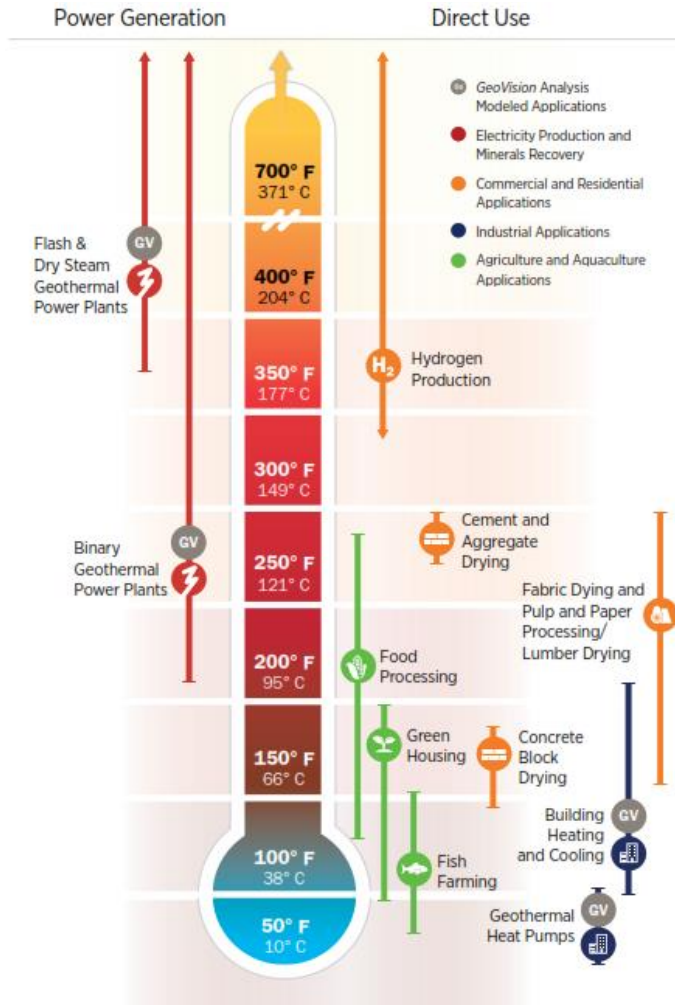 Power Generation
Direct Use
GV
GeoVision Analysis
Modeled Applications
Electricity Production and
Minerals Recovery
Commercial and Residential
Applications
Industrial Applications
Agriculture and Aquaculture
Applications
700° F
371° C
GV
Flash &
Dry Steam
Geothermal
Power Plants
400° F
204° C
350° F
177° C
H2
Hydrogen
Production
300° F
149° C
Cement and
Aggregate
Drying
GV
Binary
Geothermal
Power Plants
250° F
121° C
Fabric Dying and
Pulp and Paper
Processing/
Lumber Drying
200° F
95° C
Food
Processing
150° F
66° C
Green
Housing
Concrete
Block
Drying
Building
Heating
and Cooling
GV
100° F
38° C
Fish
Farming
50° F
10° C
Geothermal
Heat Pumps
GV